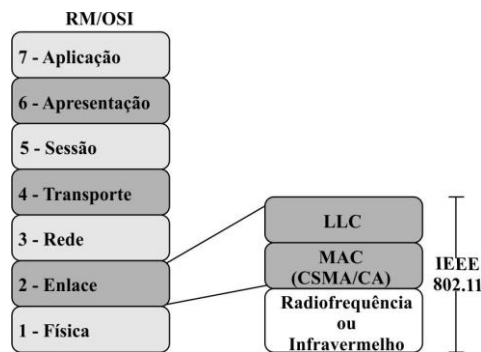 RM/OSI
7 - Aplicação
6 - Apresentação
5 - Sessão
4 - Transporte
3 - Rede
2 - Enlace
1 - Física
LLC
MAC
(CSMA/CA)
Radiofrequência
ou
Infravermelho
IEEE
802.11